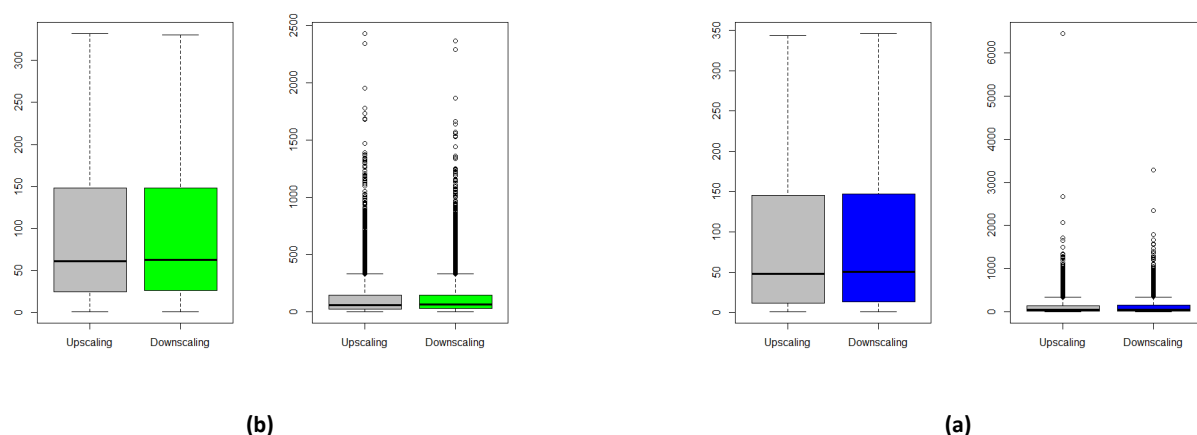 0 50 100 150 200 250 300
Upscaling Downscaling
0 500 1000 1500 2000 2500
Upscaling Downscaling
0 50 100 150 200 250 300 350
Upscaling Downscaling
0 1000 2000 3000 4000 5000 6000
Upscaling Downscaling
(b) (a)